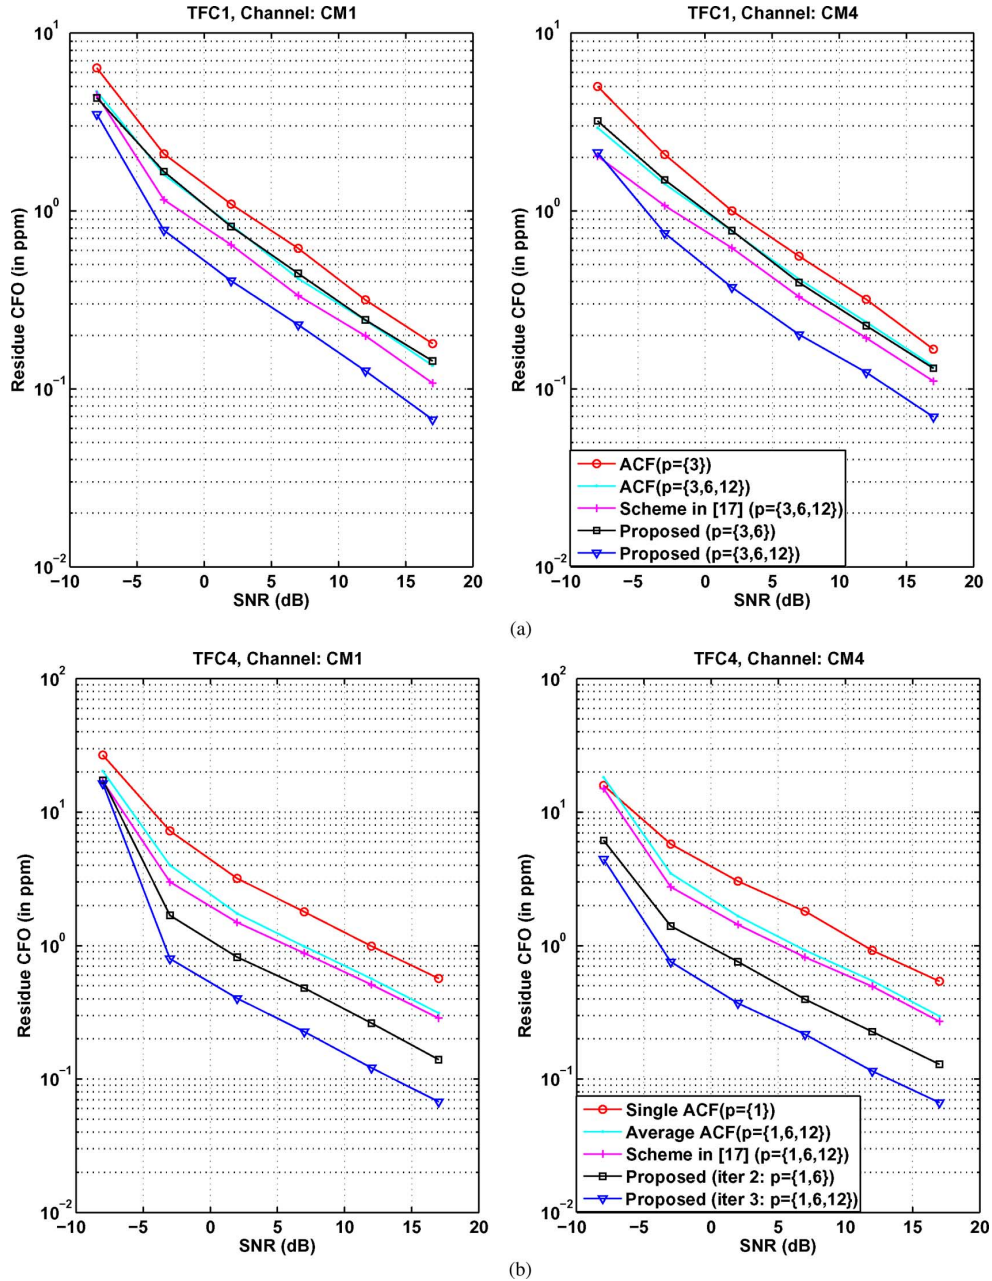 TFC1, Channel: CM1
10^1
10^0
10^−1
10^−2
−10 −5 0 5 10 15 20
SNR (dB)
Residue CFO (in ppm)
TFC1, Channel: CM4
10^1
10^0
10^−1
10^−2
−10 −5 0 5 10 15 20
SNR (dB)
Residue CFO (in ppm)
ACF(p={3})
ACF(p={3,6,12})
Scheme in [17] (p={3,6,12})
Proposed (p={3,6})
Proposed (p={3,6,12})
(a)
TFC4, Channel: CM1
10^2
10^1
10^0
10^−1
10^−2
−10 −5 0 5 10 15 20
SNR (dB)
Residue CFO (in ppm)
TFC4, Channel: CM4
10^2
10^1
10^0
10^−1
10^−2
−10 −5 0 5 10 15 20
SNR (dB)
Residue CFO (in ppm)
Single ACF(p={1})
Average ACF(p={1,6,12})
Scheme in [17] (p={1,6,12})
Proposed (iter 2: p={1,6})
Proposed (iter 3: p={1,6,12})
(b)